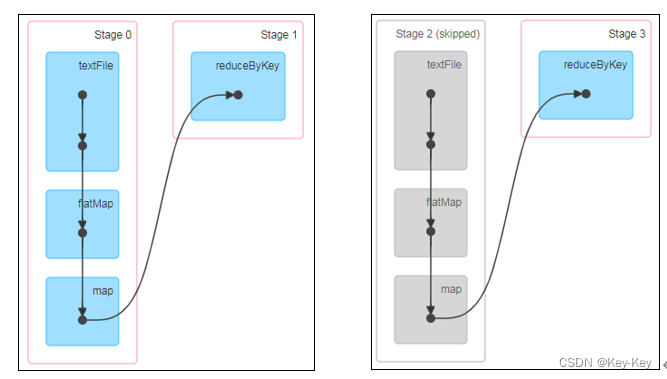 Stage 0
textFile
flatMap
map
Stage 1
reduceByKey
Stage 2 (skipped)
textFile
flatMap
map
Stage 3
reduceByKey
CSDN @Key-Key